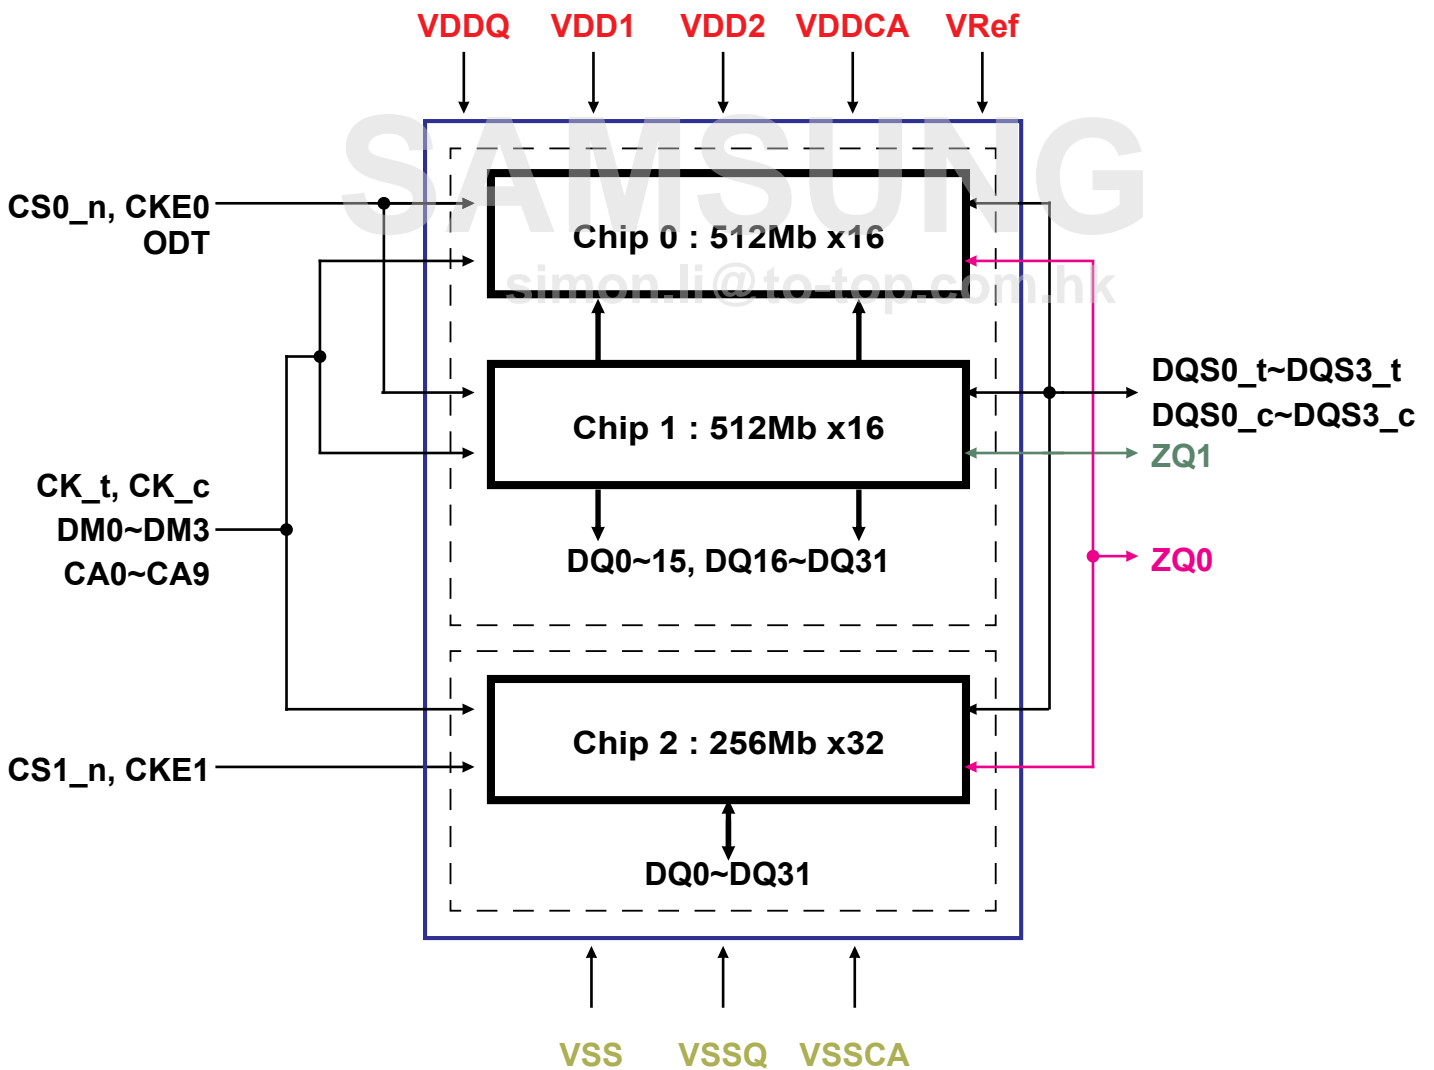 VDDQ VDD1 VDD2 VDDCA VRef
SAMSUNG
CS0_n, CKE0
ODT
Chip 0 : 512Mb x16
simon.li@to-top.com.hk
DQS0_t~DQS3_t
DQS0_c~DQS3_c
Chip 1 : 512Mb x16
ZQ1
CK_t, CK_c
DM0~DM3
CA0~CA9
DQ0~15, DQ16~DQ31
ZQ0
Chip 2 : 256Mb x32
CS1_n, CKE1
DQ0~DQ31
VSS VSSQ VSSCA